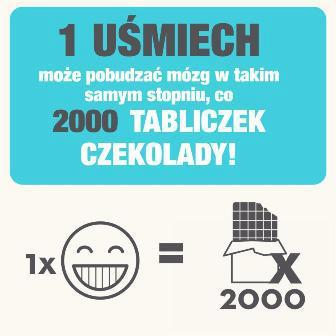 1 UŚMIECH
może pobudzać mózg w takim
samym stopniu, co
2000 TABLICZEK
CZEKOLADY!
1x = x
2000